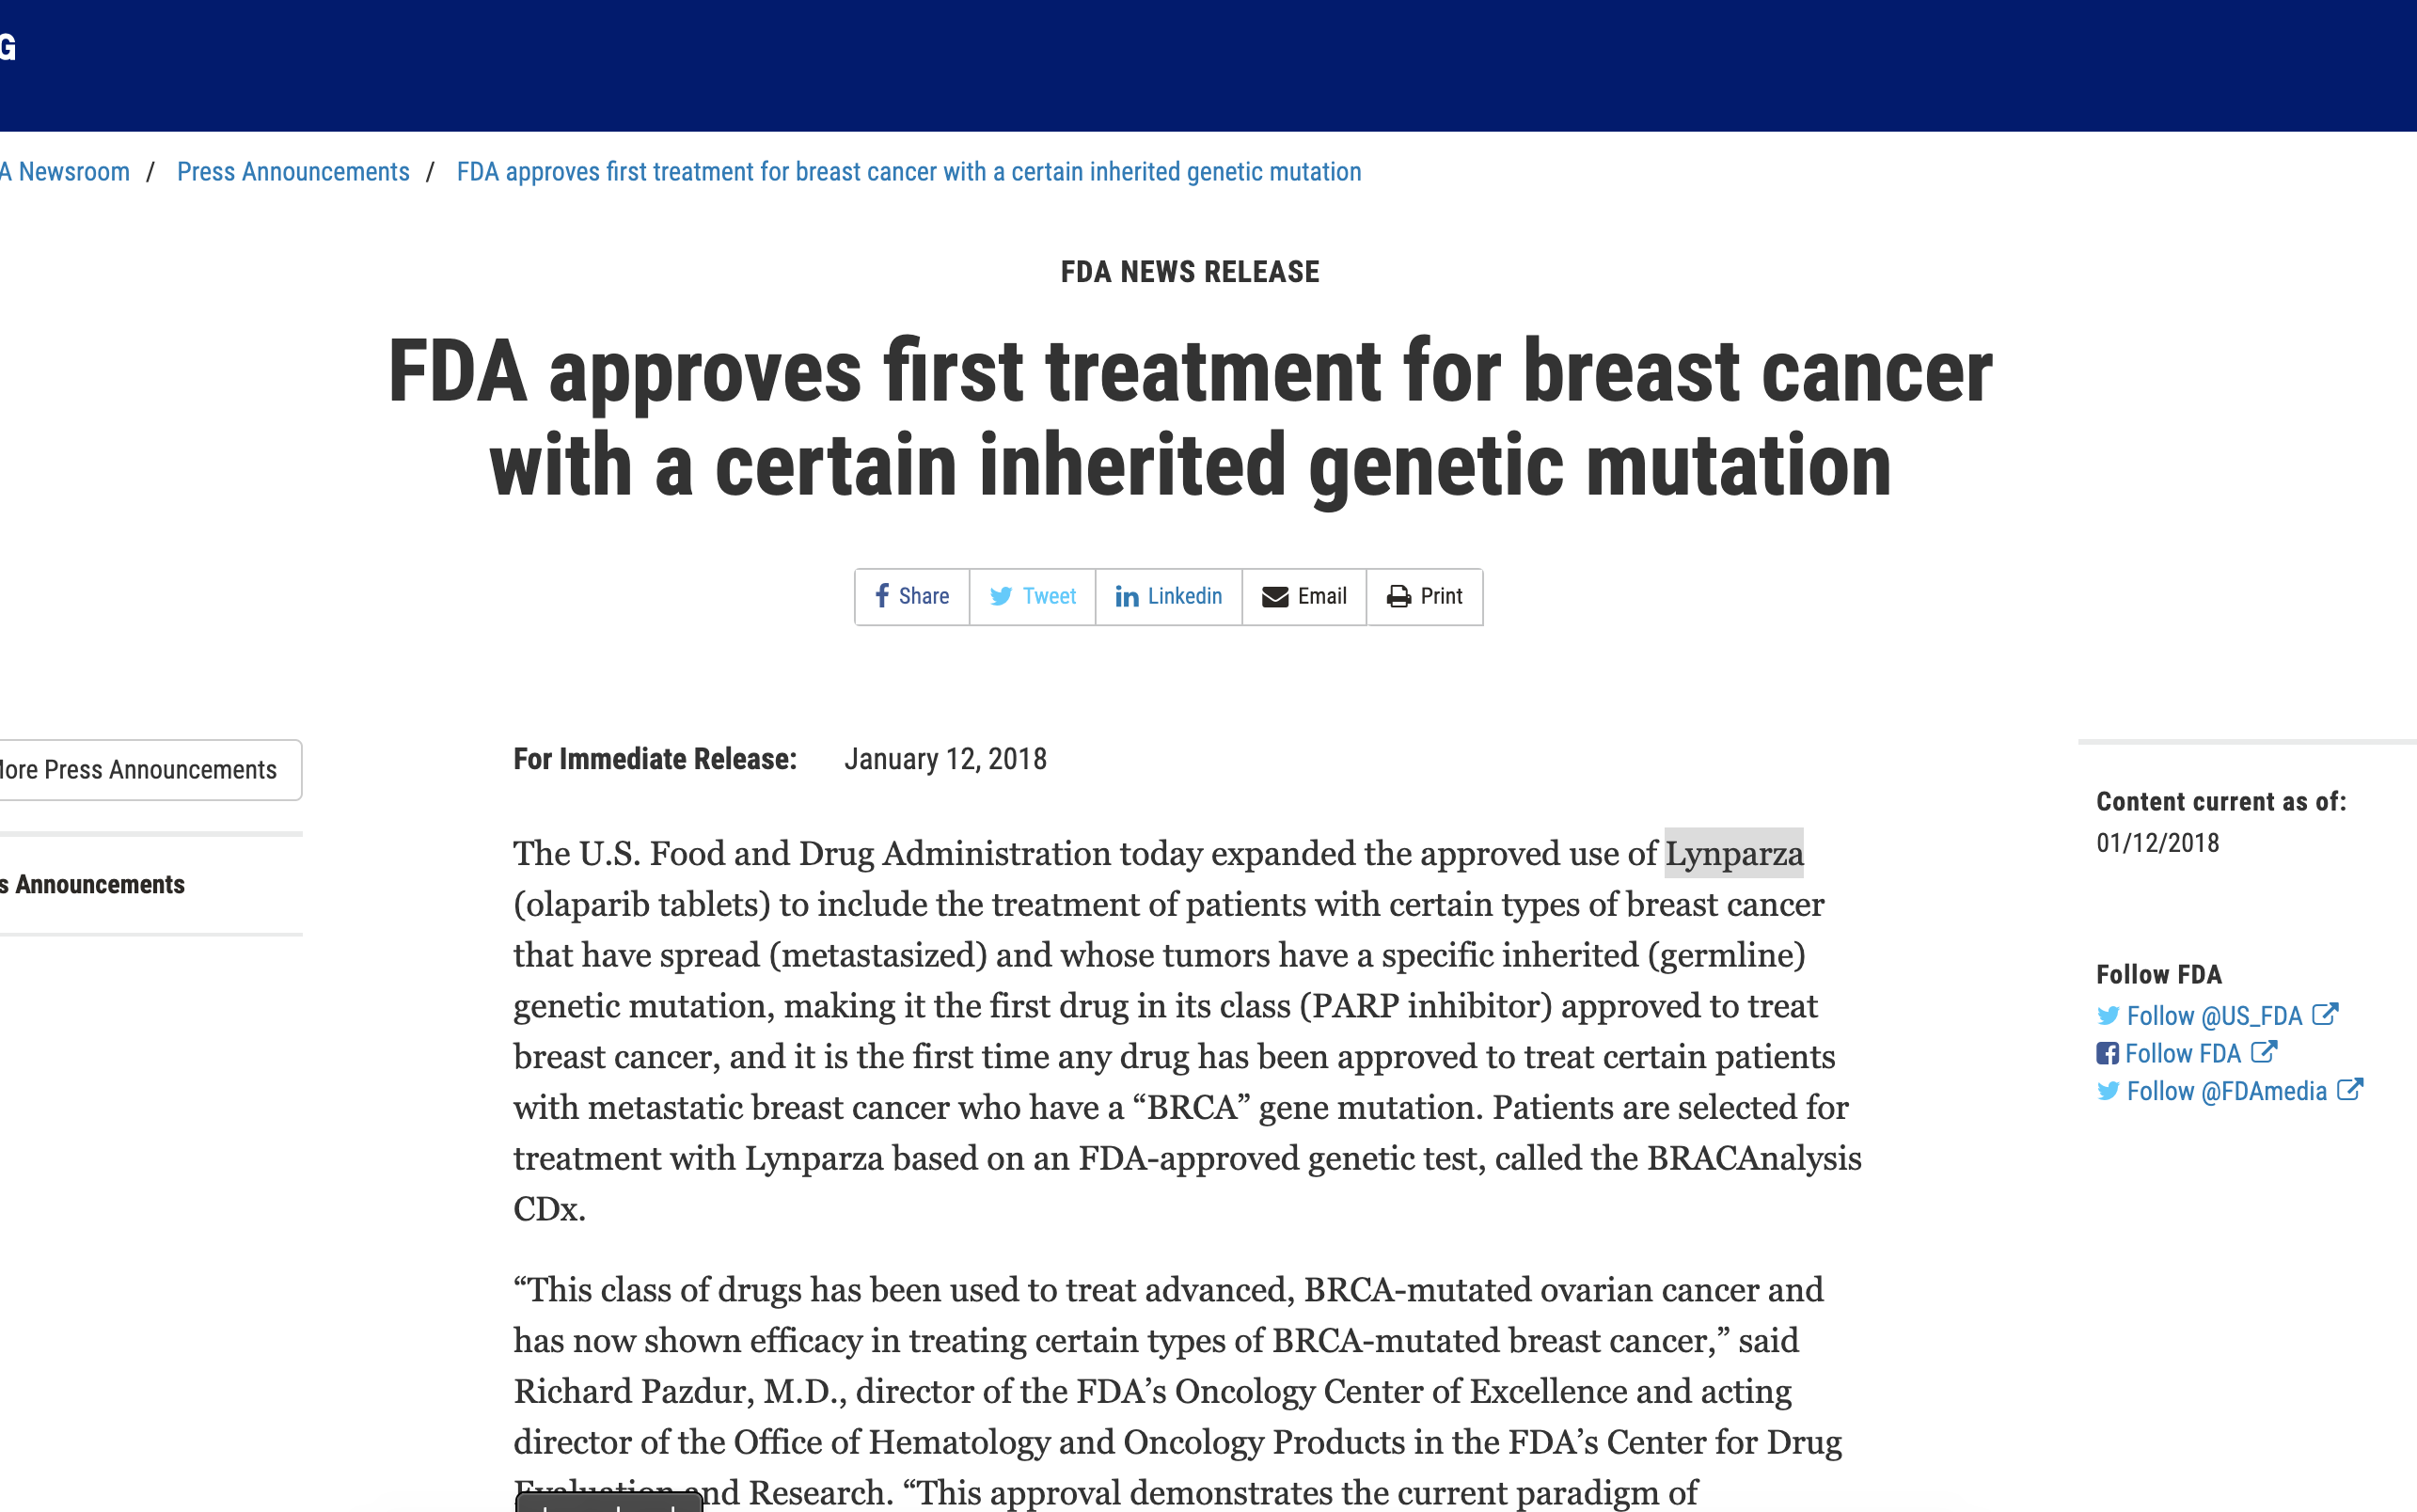 G
A Newsroom / Press Announcements / FDA approves first treatment for breast cancer with a certain inherited genetic mutation
FDA NEWS RELEASE
FDA approves first treatment for breast cancer
with a certain inherited genetic mutation
Share Tweet Linkedin Email Print
More Press Announcements
s Announcements
For Immediate Release: January 12, 2018
The U.S. Food and Drug Administration today expanded the approved use of Lynparza
(olaparib tablets) to include the treatment of patients with certain types of breast cancer
that have spread (metastasized) and whose tumors have a specific inherited (germline)
genetic mutation, making it the first drug in its class (PARP inhibitor) approved to treat
breast cancer, and it is the first time any drug has been approved to treat certain patients
with metastatic breast cancer who have a “BRCA” gene mutation. Patients are selected for
treatment with Lynparza based on an FDA-approved genetic test, called the BRACAnalysis
CDx.
“This class of drugs has been used to treat advanced, BRCA-mutated ovarian cancer and
has now shown efficacy in treating certain types of BRCA-mutated breast cancer,” said
Richard Pazdur, M.D., director of the FDA’s Oncology Center of Excellence and acting
director of the Office of Hematology and Oncology Products in the FDA’s Center for Drug
Evaluation and Research. “This approval demonstrates the current paradigm of
Content current as of:
01/12/2018
Follow FDA
Follow @US_FDA
Follow FDA
Follow @FDAmedia